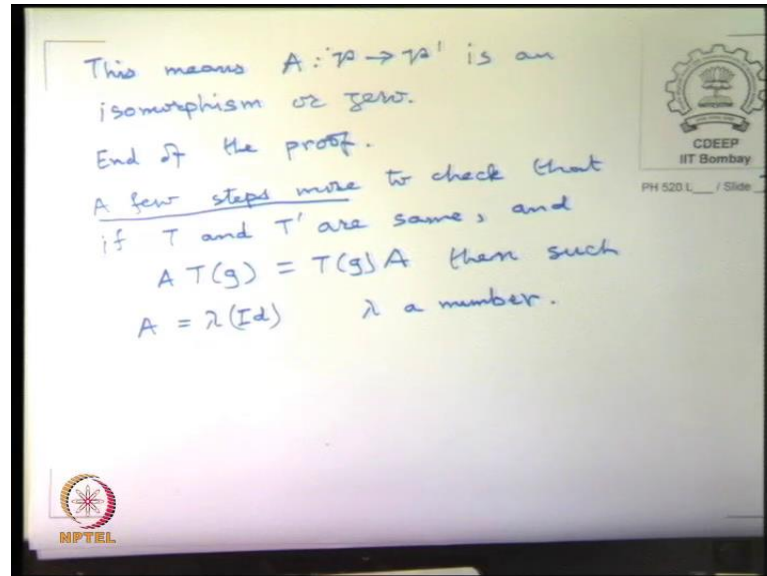 This means A : V → V' is an
isomorphism or zero.
End of the proof.
A few steps more to check that
if T and T' are same, and
A T(g) = T(g) A then such
A = λ(Id) λ a number.
CDEEP
IIT Bombay
PH 520 L___ / Slide
NPTEL